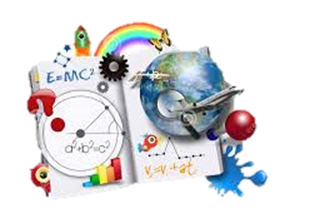 E=MC²
a²+b²=c²
v=v₀+at